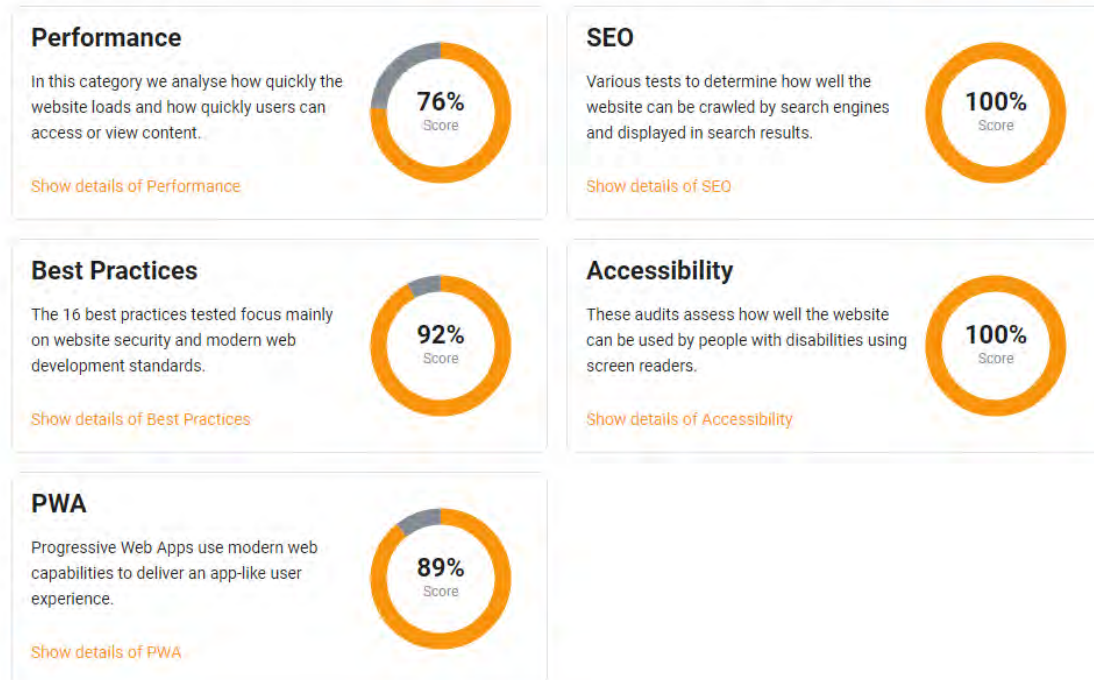 Performance
In this category we analyse how quickly the
website loads and how quickly users can
access or view content.
76%
Score
Show details of Performance
SEO
Various tests to determine how well the
website can be crawled by search engines
and displayed in search results.
100%
Score
Show details of SEO
Best Practices
The 16 best practices tested focus mainly
on website security and modern web
development standards.
92%
Score
Show details of Best Practices
Accessibility
These audits assess how well the website
can be used by people with disabilities using
screen readers.
100%
Score
Show details of Accessibility
PWA
Progressive Web Apps use modern web
capabilities to deliver an app-like user
experience.
89%
Score
Show details of PWA